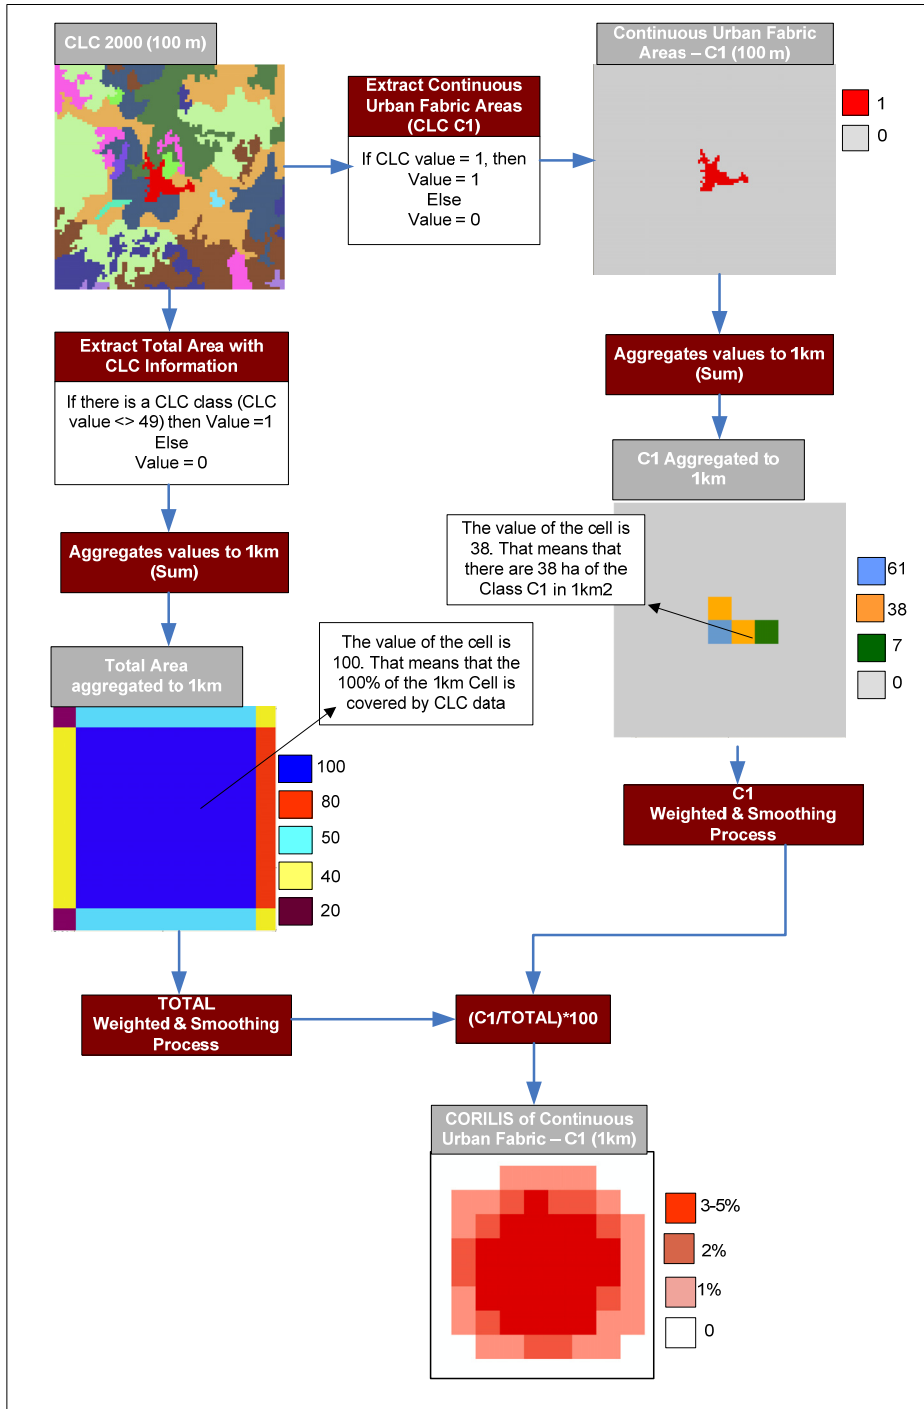 CLC 2000 (100 m)
Continuous Urban Fabric
Areas – C1 (100 m)
Extract Continuous
Urban Fabric Areas
(CLC C1)
If CLC value = 1, then
Value = 1
Else
Value = 0
1
0
Extract Total Area with
CLC Information
If there is a CLC class (CLC
value <> 49) then Value =1
Else
Value = 0
Aggregates values to 1km
(Sum)
C1 Aggregated to
1km
Aggregates values to 1km
(Sum)
The value of the cell is
38. That means that
there are 38 ha of the
Class C1 in 1km2
61
38
7
0
Total Area
aggregated to 1km
The value of the cell is
100. That means that the
100% of the 1km Cell is
covered by CLC data
100
80
50
40
20
C1
Weighted & Smoothing
Process
TOTAL
Weighted & Smoothing
Process
(C1/TOTAL)*100
CORILIS of Continuous
Urban Fabric – C1 (1km)
3-5%
2%
1%
0